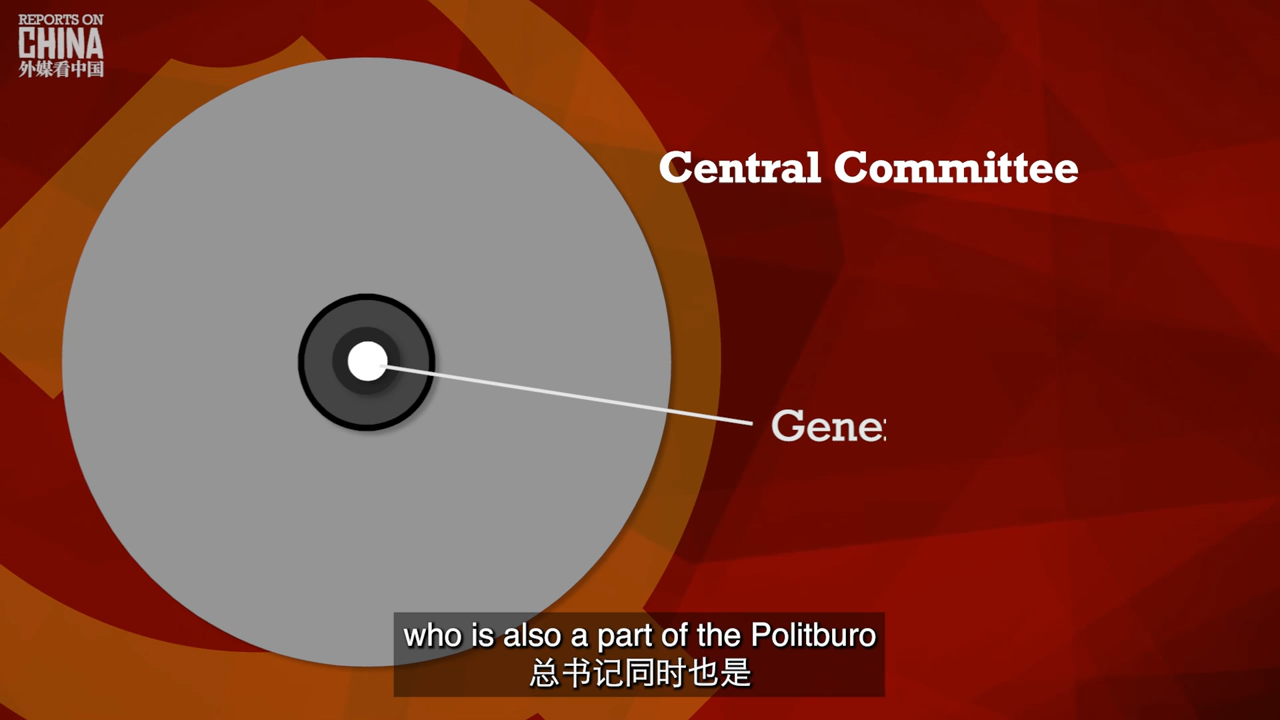 REPORTS ON
CHINA
外媒看中国
Central Committee
Gene
who is also a part of the Politburo
总书记同时也是